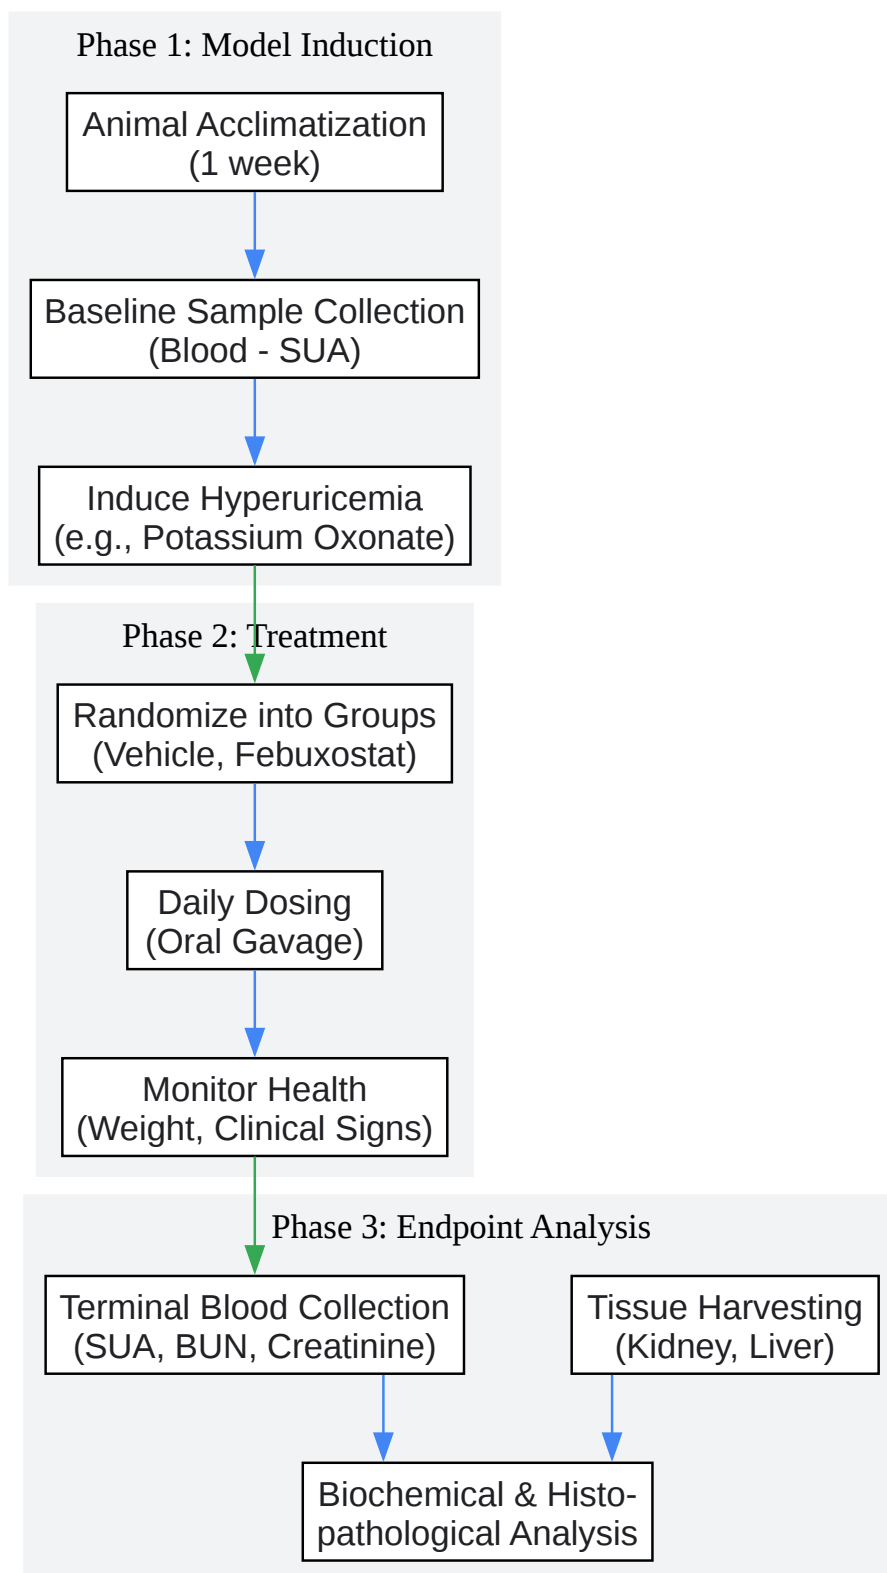 Phase 1: Model Induction
Animal Acclimatization
(1 week)
Baseline Sample Collection
(Blood - SUA)
Induce Hyperuricemia
(e.g., Potassium Oxonate)
Phase 2: Treatment
Randomize into Groups
(Vehicle, Febuxostat)
Daily Dosing
(Oral Gavage)
Monitor Health
(Weight, Clinical Signs)
Phase 3: Endpoint Analysis
Terminal Blood Collection
(SUA, BUN, Creatinine)
Tissue Harvesting
(Kidney, Liver)
Biochemical & Histo-
pathological Analysis